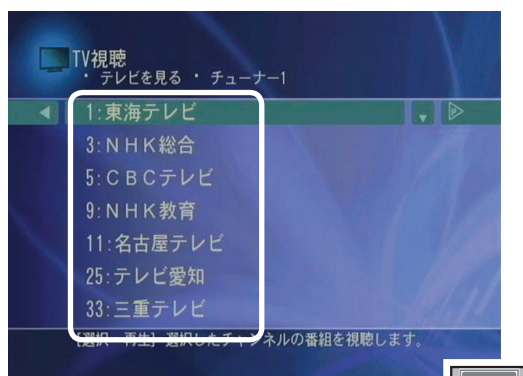 TV視聴
・ テレビを見る ・ チューナー1
1:東海テレビ
3:NHK総合
5:CBCテレビ
9:NHK教育
11:名古屋テレビ
25:テレビ愛知
33:三重テレビ
[選択・再生] 選択したチャンネルの番組を視聴します。